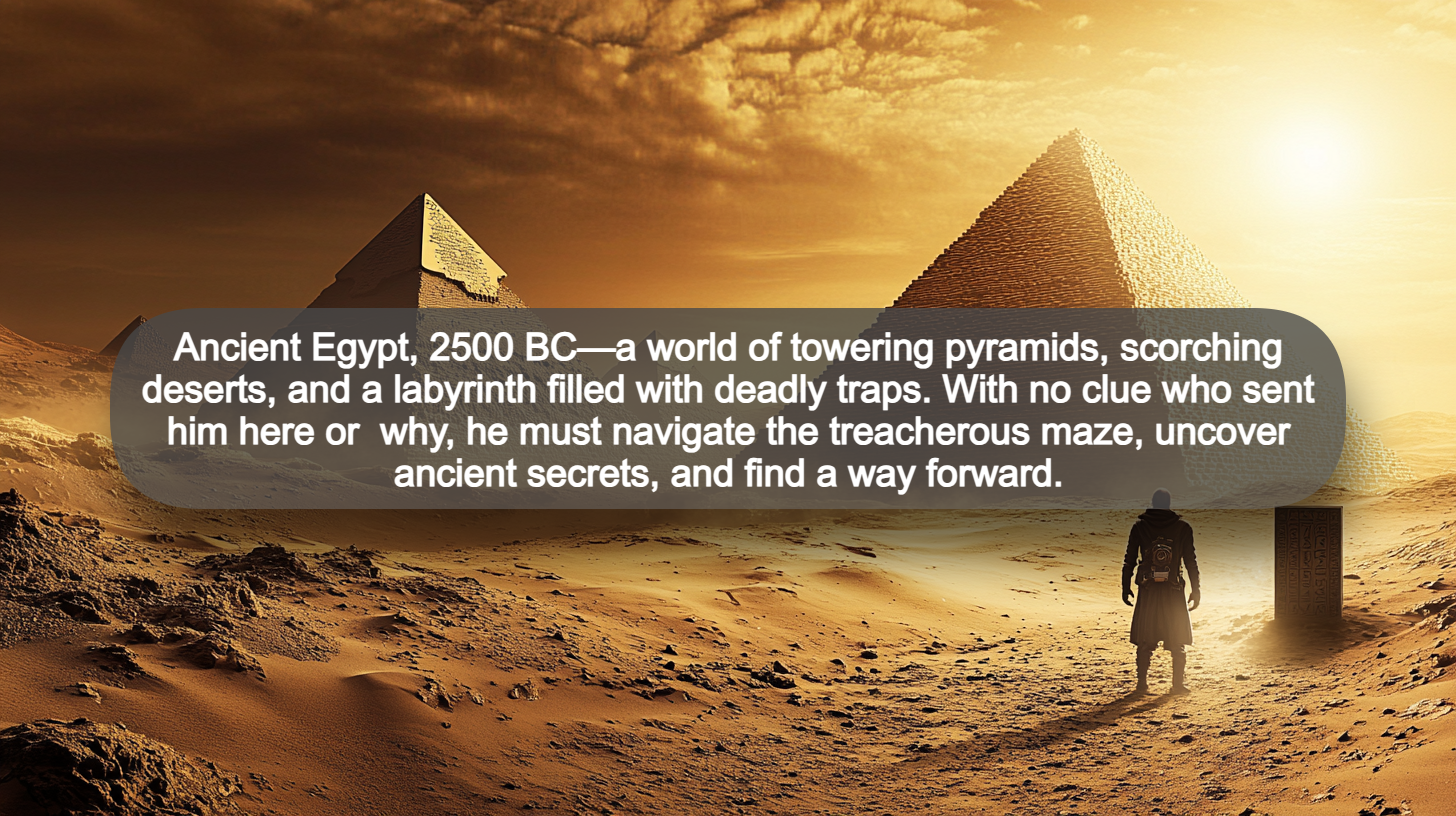 Ancient Egypt, 2500 BC—a world of towering pyramids, scorching
deserts, and a labyrinth filled with deadly traps. With no clue who sent
him here or  why, he must navigate the treacherous maze, uncover
ancient secrets, and find a way forward.